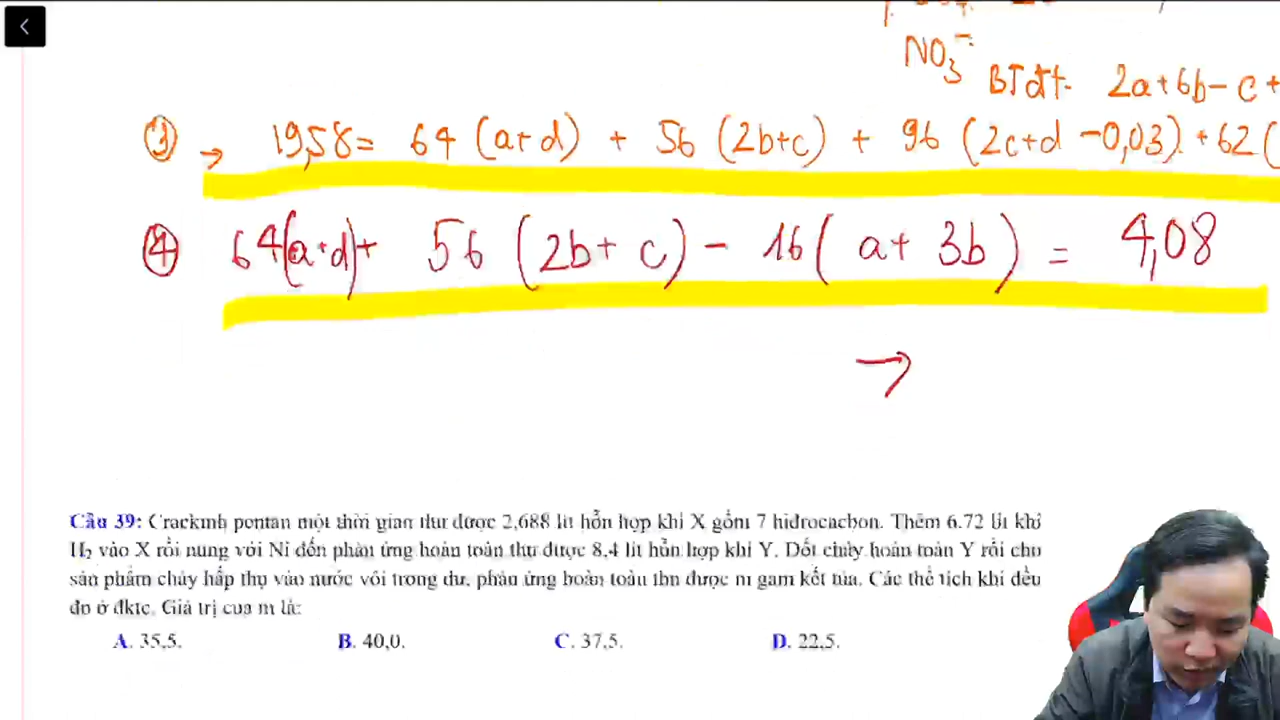 NO₃⁻:
BTđt. 2a+6b-c+
③ → 19,58= 64 (a+d) + 56 (2b+c) + 96 (2c+d -0,03) +62(
④ 64(a+d)+ 56 (2b+ c) - 16( a+ 3b) = 4,08
→
Câu 39: Crackinh pentan một thời gian thu được 2,688 lít hỗn hợp khí X gồm 7 hiđrocacbon. Thêm 6.72 lít khí
H₂ vào X rồi nung với Ni đến phản ứng hoàn toàn thu được 8,4 lít hỗn hợp khí Y. Đốt cháy hoàn toàn Y rồi cho
sản phẩm cháy hấp thụ vào nước vôi trong dư, phản ứng hoàn toàn thu được m gam kết tủa. Các thể tích khí đều
đo ở đktc. Giá trị của m là:
A. 35,5. B. 40,0. C. 37,5. D. 22,5.